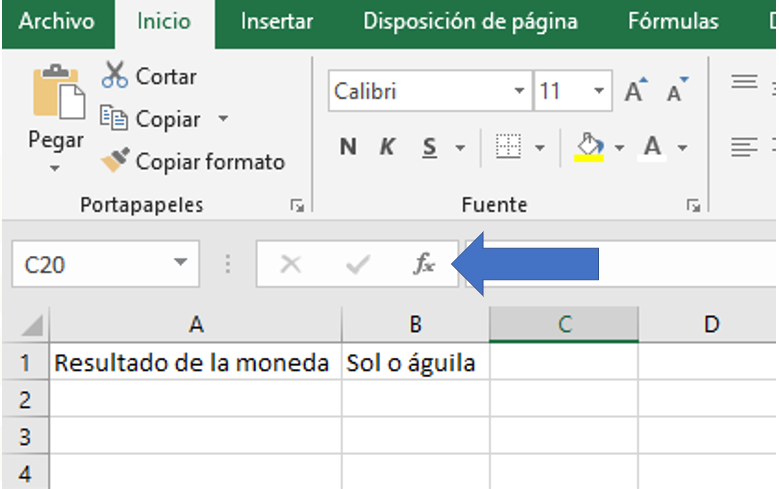 Archivo Inicio Insertar Disposición de página Fórmulas
Cortar
Copiar
Copiar formato
Pegar
Portapapeles
Calibri 11 A A
N K S A
Fuente
C20 fx
A B C D
1 Resultado de la moneda Sol o águila
2
3
4